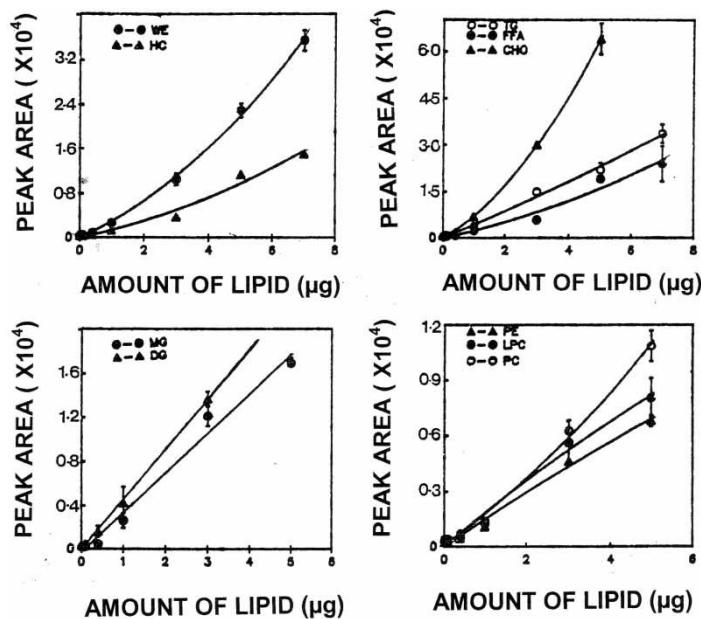 PEAK AREA ( X10⁴)
3·2
2·4
1·6
0·8
0
WE
HC
0 2 4 6 8
AMOUNT OF LIPID (µg)
PEAK AREA ( X10⁴)
6·0
4·5
3·0
1·5
0
TG
FFA
CHO
0 2 4 6 8
AMOUNT OF LIPID (µg)
PEAK AREA ( X10⁴)
1·6
1·2
0·8
0·4
0
MG
DG
0 1 2 3 4 5 6
AMOUNT OF LIPID (µg)
PEAK AREA ( X10⁴)
1·2
0·9
0·6
0·3
0
PE
LPC
PC
0 2 4 6
AMOUNT OF LIPID (µg)